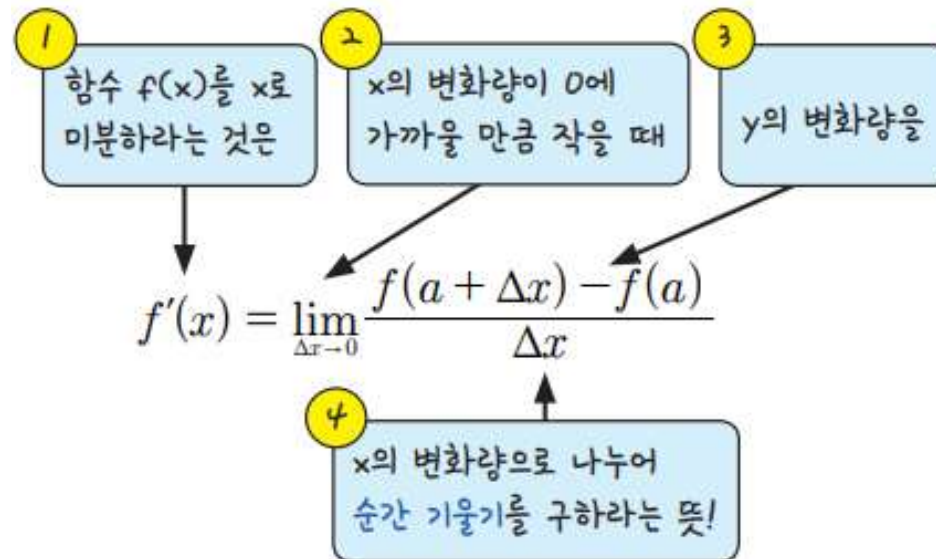 1
함수 f(x)를 x로
미분하라는 것은
2
x의 변화량이 0에
가까울 만큼 작을 때
3
y의 변화량을
f′(x) = lim Δx→0 f(a + Δx) − f(a) / Δx
4
x의 변화량으로 나누어
순간 기울기를 구하라는 뜻!